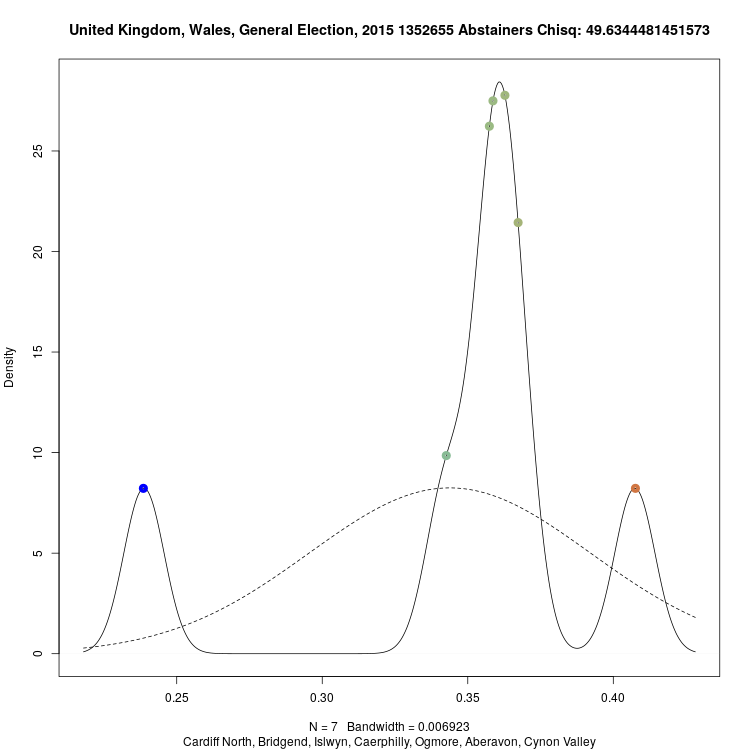 United Kingdom, Wales, General Election, 2015 1352655 Abstainers Chisq: 49.6344481451573
Density
25
20
15
10
5
0
0.25 0.30 0.35 0.40
N = 7 Bandwidth = 0.006923
Cardiff North, Bridgend, Islwyn, Caerphilly, Ogmore, Aberavon, Cynon Valley